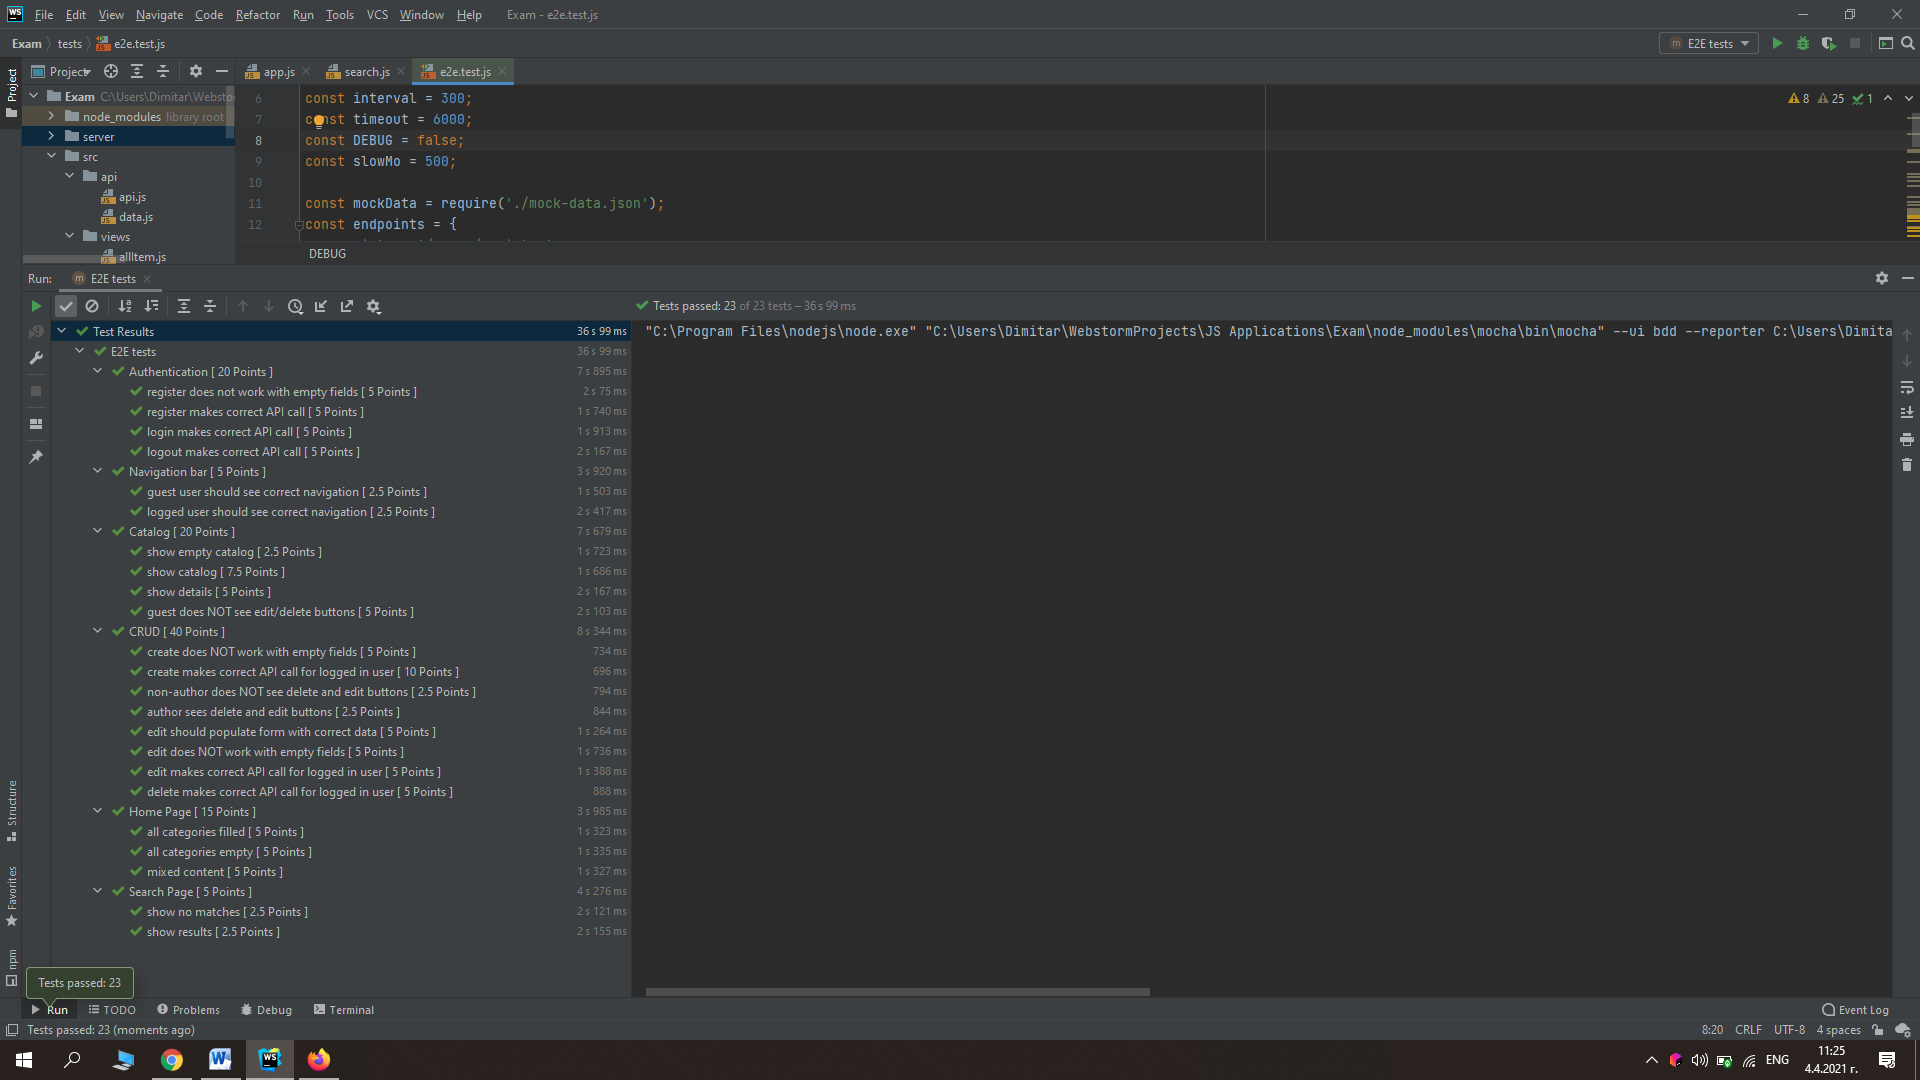 WS File Edit View Navigate Code Refactor Run Tools VCS Window Help Exam - e2e.test.js
Exam tests e2e.test.js E2E tests
Project app.js search.js e2e.test.js
Project
Exam C:\Users\Dimitar\Websto
node_modules library root
server
src
api
api.js
data.js
views
allItem.js
6 const interval = 300;
7 const timeout = 6000;
8 const DEBUG = false;
9 const slowMo = 500;
10
11 const mockData = require('./mock-data.json');
12 const endpoints = {
8 25 1
DEBUG
Run: E2E tests
Tests passed: 23 of 23 tests – 36 s 99 ms
Test Results 36 s 99 ms
E2E tests 36 s 99 ms
Authentication [ 20 Points ] 7 s 895 ms
register does not work with empty fields [ 5 Points ] 2 s 75 ms
register makes correct API call [ 5 Points ] 1 s 740 ms
login makes correct API call [ 5 Points ] 1 s 913 ms
logout makes correct API call [ 5 Points ] 2 s 167 ms
Navigation bar [ 5 Points ] 3 s 920 ms
guest user should see correct navigation [ 2.5 Points ] 1 s 503 ms
logged user should see correct navigation [ 2.5 Points ] 2 s 417 ms
Catalog [ 20 Points ] 7 s 679 ms
show empty catalog [ 2.5 Points ] 1 s 723 ms
show catalog [ 7.5 Points ] 1 s 686 ms
show details [ 5 Points ] 2 s 167 ms
guest does NOT see edit/delete buttons [ 5 Points ] 2 s 103 ms
CRUD [ 40 Points ] 8 s 344 ms
create does NOT work with empty fields [ 5 Points ] 734 ms
create makes correct API call for logged in user [ 10 Points ] 696 ms
non-author does NOT see delete and edit buttons [ 2.5 Points ] 794 ms
author sees delete and edit buttons [ 2.5 Points ] 844 ms
edit should populate form with correct data [ 5 Points ] 1 s 264 ms
edit does NOT work with empty fields [ 5 Points ] 1 s 736 ms
edit makes correct API call for logged in user [ 5 Points ] 1 s 388 ms
delete makes correct API call for logged in user [ 5 Points ] 888 ms
Home Page [ 15 Points ] 3 s 985 ms
all categories filled [ 5 Points ] 1 s 323 ms
all categories empty [ 5 Points ] 1 s 335 ms
mixed content [ 5 Points ] 1 s 327 ms
Search Page [ 5 Points ] 4 s 276 ms
show no matches [ 2.5 Points ] 2 s 121 ms
show results [ 2.5 Points ] 2 s 155 ms
"C:\Program Files\nodejs\node.exe" "C:\Users\Dimitar\WebstormProjects\JS Applications\Exam\node_modules\mocha\bin\mocha" --ui bdd --reporter C:\Users\Dimita
Structure
Favorites
npm
Tests passed: 23
Run TODO Problems Debug Terminal Event Log
Tests passed: 23 (moments ago) 8:20 CRLF UTF-8 4 spaces
W WS ENG 11:25
4.4.2021 г.